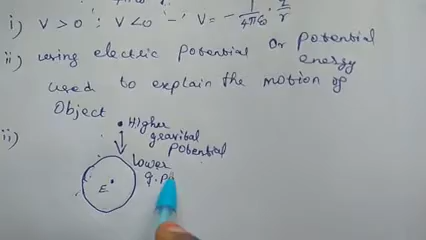 i) V > 0 : V < 0 V = - 1/4πε0 · q/r
ii) using electric potential or potential energy
used to explain the motion of
Object
ii)
Higher
gravital
potential
lower
g.p
E